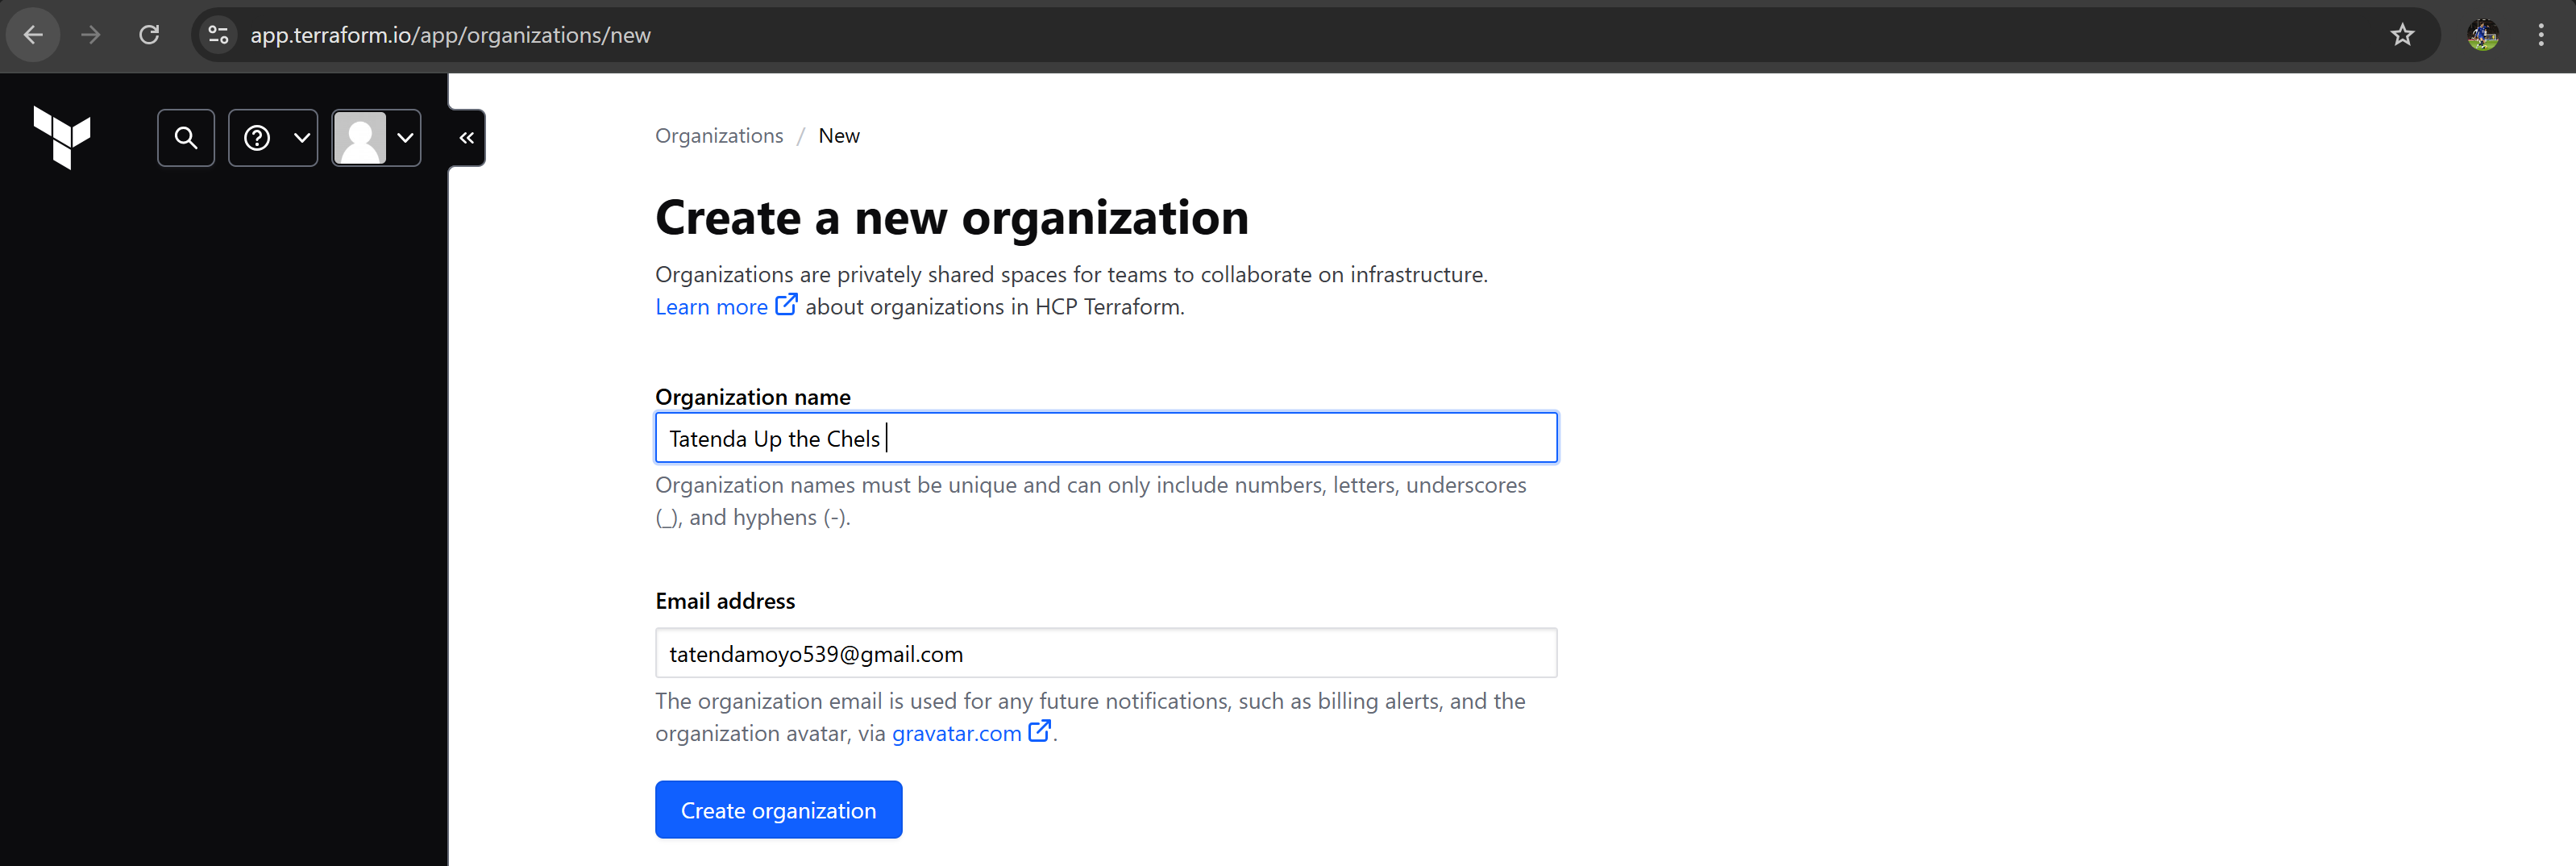 app.terraform.io/app/organizations/new
Organizations / New
Create a new organization
Organizations are privately shared spaces for teams to collaborate on infrastructure.
Learn more about organizations in HCP Terraform.
Organization name
Tatenda Up the Chels
Organization names must be unique and can only include numbers, letters, underscores
(_), and hyphens (-).
Email address
tatendamoyo539@gmail.com
The organization email is used for any future notifications, such as billing alerts, and the
organization avatar, via gravatar.com.
Create organization